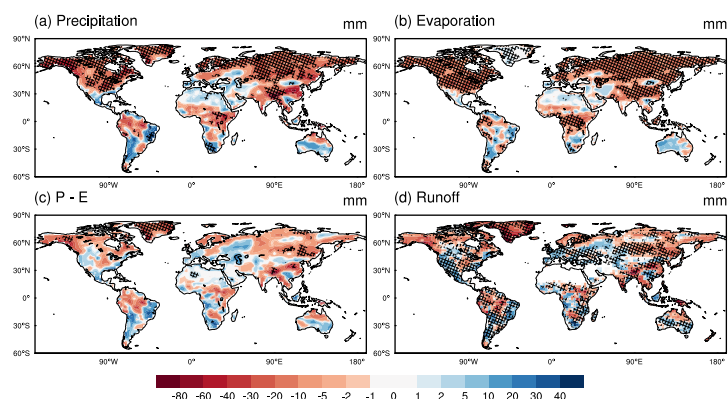 (a) Precipitation mm
(b) Evaporation mm
90°N
60°N
30°N
0°
30°S
60°S
90°N
60°N
30°N
0°
30°S
60°S
90°W 0° 90°E 180°
90°W 0° 90°E 180°
(c) P - E mm
(d) Runoff mm
90°N
60°N
30°N
0°
30°S
60°S
90°N
60°N
30°N
0°
30°S
60°S
90°W 0° 90°E 180°
90°W 0° 90°E 180°
-80 -60 -40 -30 -20 -10 -5 -2 -1 0 1 2 5 10 20 30 40